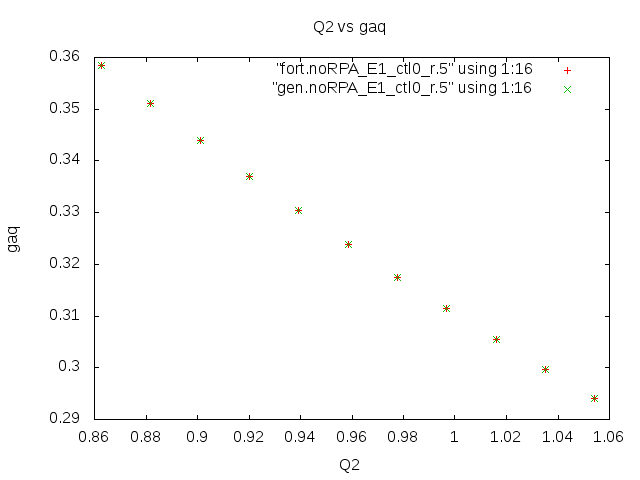 Q2 vs gaq
"fort.noRPA_E1_ctl0_r.5" using 1:16
"gen.noRPA_E1_ctl0_r.5" using 1:16
0.36
0.35
0.34
0.33
0.32
0.31
0.3
0.29
gaq
0.86 0.88 0.9 0.92 0.94 0.96 0.98 1 1.02 1.04 1.06
Q2